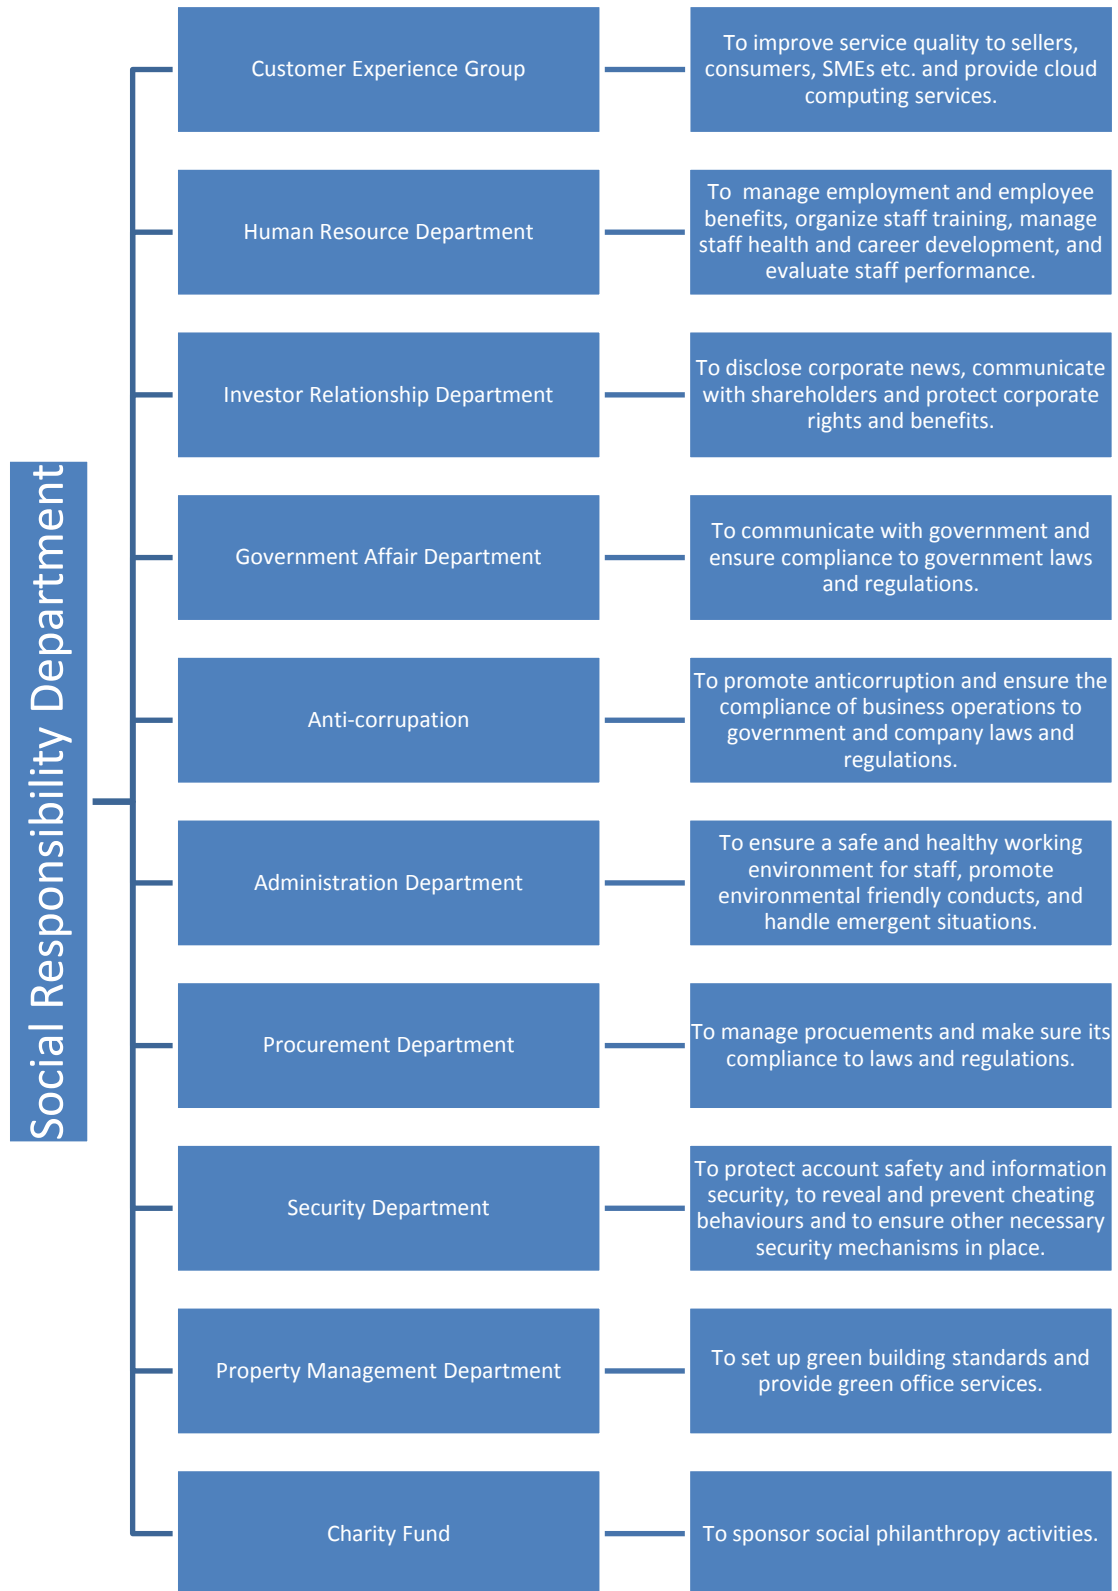 Social Responsibility Department
Customer Experience Group
To improve service quality to sellers,
consumers, SMEs etc. and provide cloud
computing services.
Human Resource Department
To  manage employment and employee
benefits, organize staff training, manage
staff health and career development, and
evaluate staff performance.
Investor Relationship Department
To disclose corporate news, communicate
with shareholders and protect corporate
rights and benefits.
Government Affair Department
To communicate with government and
ensure compliance to government laws
and regulations.
Anti-corrupation
To promote anticorruption and ensure the
compliance of business operations to
government and company laws and
regulations.
Administration Department
To ensure a safe and healthy working
environment for staff, promote
environmental friendly conducts, and
handle emergent situations.
Procurement Department
To manage procuements and make sure its
compliance to laws and regulations.
Security Department
To protect account safety and information
security, to reveal and prevent cheating
behaviours and to ensure other necessary
security mechanisms in place.
Property Management Department
To set up green building standards and
provide green office services.
Charity Fund
To sponsor social philanthropy activities.